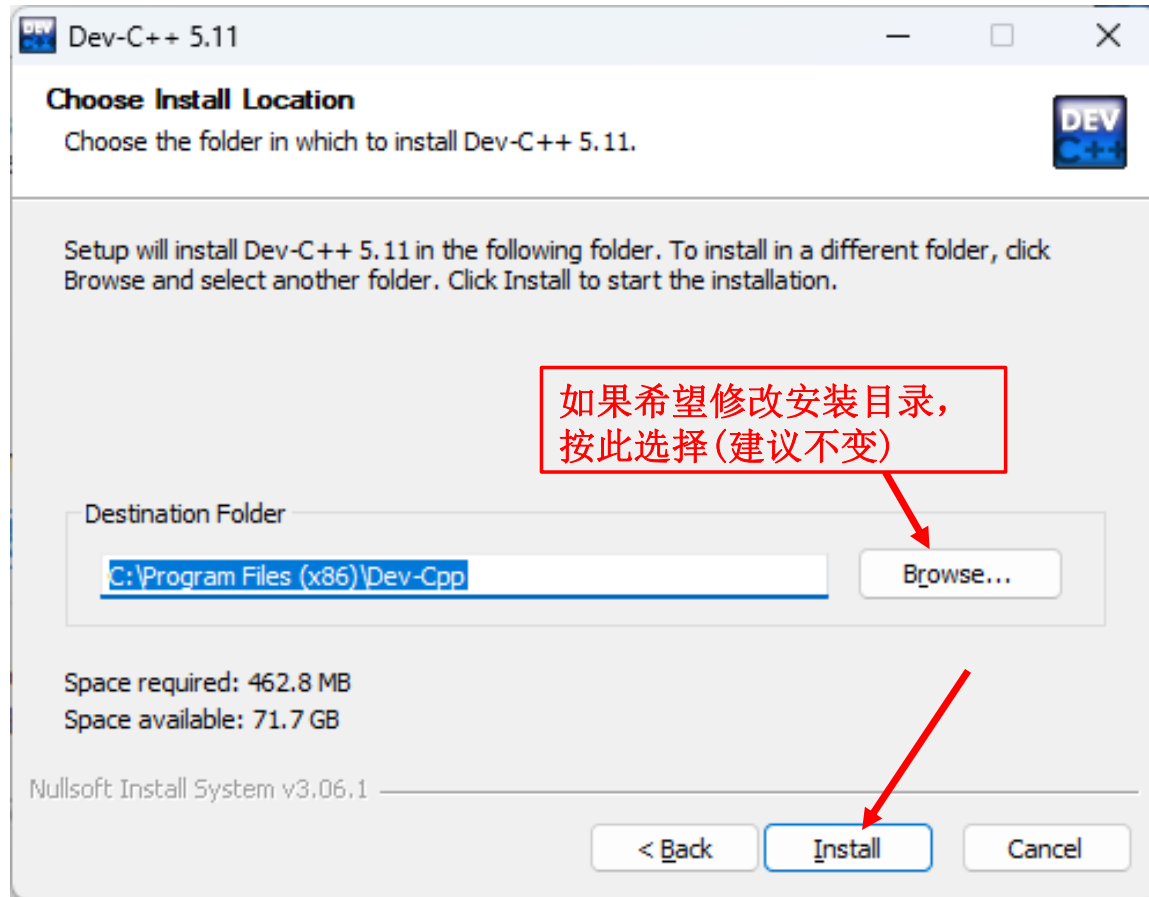 Dev-C++ 5.11
Choose Install Location
Choose the folder in which to install Dev-C++ 5.11.
DEV
C++
Setup will install Dev-C++ 5.11 in the following folder. To install in a different folder, click
Browse and select another folder. Click Install to start the installation.
如果希望修改安装目录，
按此选择(建议不变)
Destination Folder
C:\Program Files (x86)\Dev-Cpp
Browse...
Space required: 462.8 MB
Space available: 71.7 GB
Nullsoft Install System v3.06.1
< Back
Install
Cancel